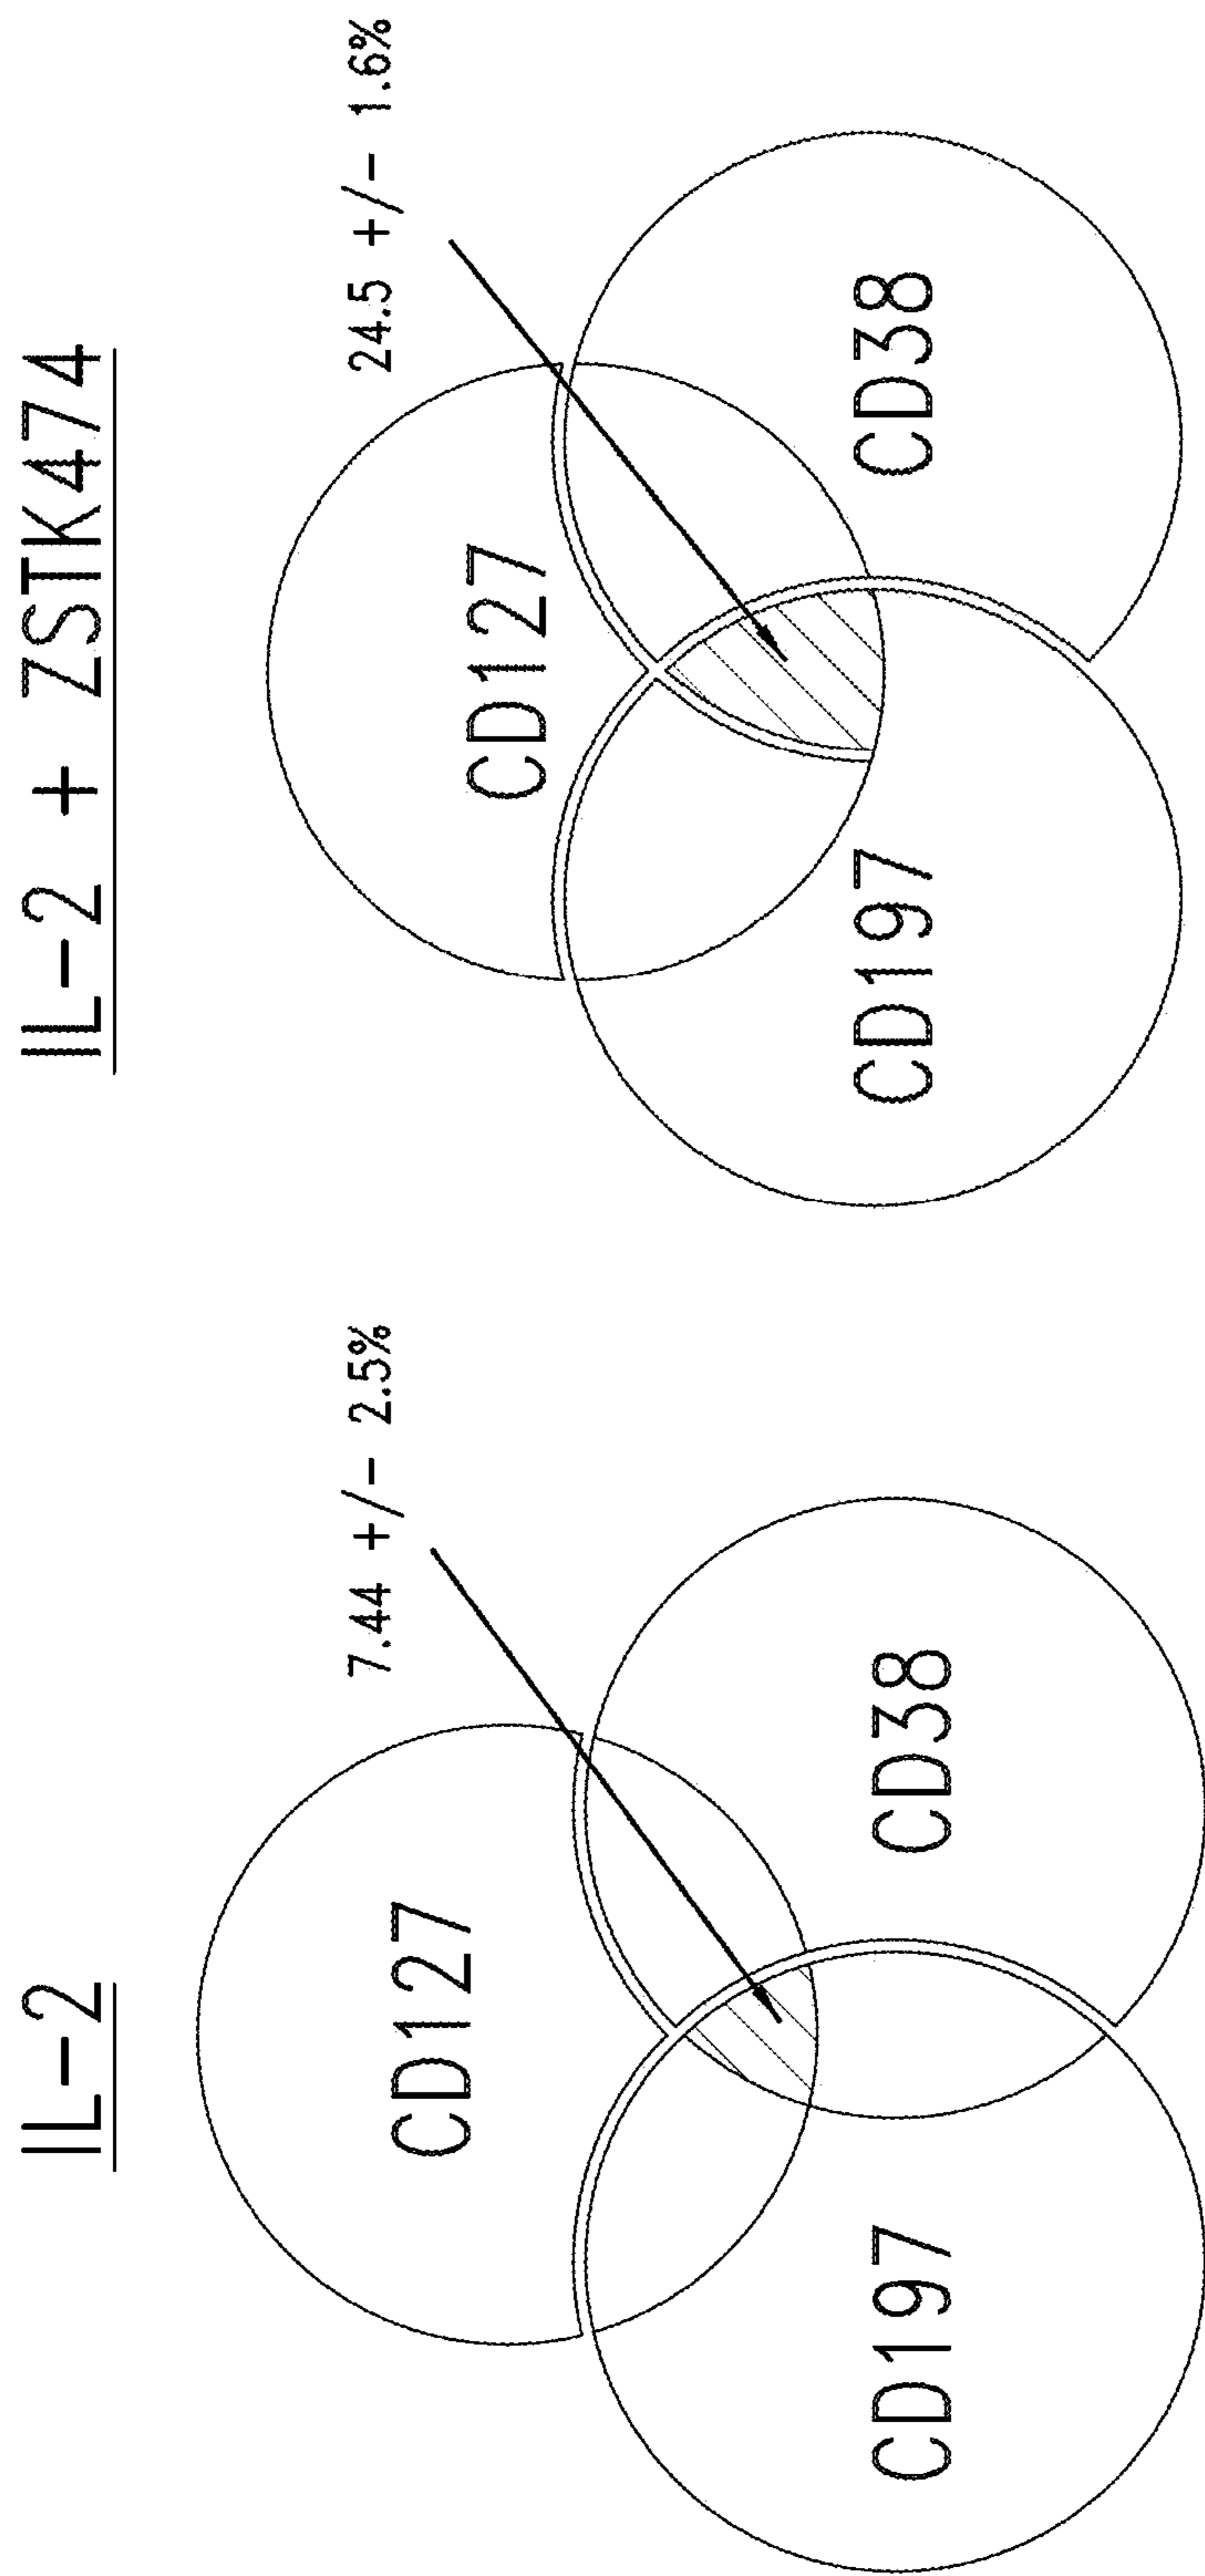 IL-2
7.44 +/- 2.5%
CD127
CD197
CD38
IL-2 + ZSTK474
24.5 +/- 1.6%
CD127
CD197
CD38